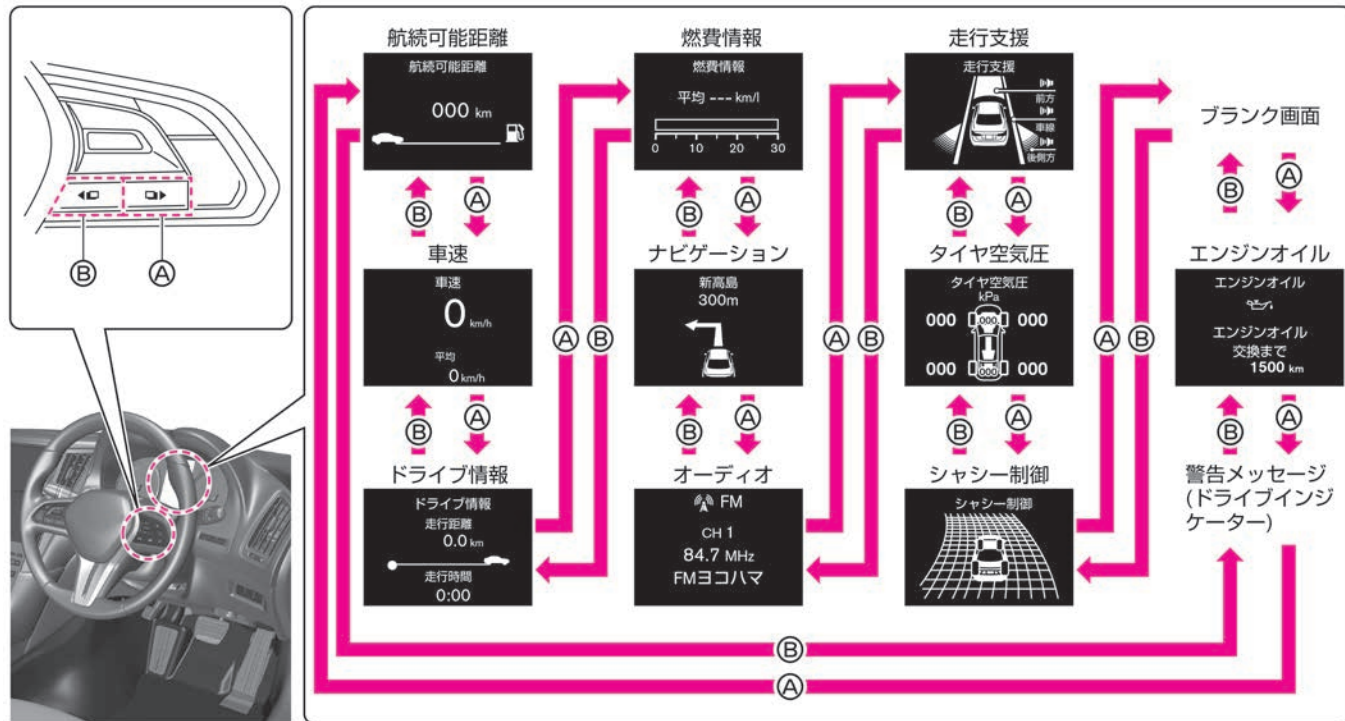 Ⓑ
Ⓐ
航続可能距離
航続可能距離
000 km
Ⓑ
Ⓐ
車速
車速
0 km/h
平均
0 km/h
Ⓑ
Ⓐ
ドライブ情報
ドライブ情報
走行距離
0.0 km
走行時間
0:00
Ⓐ
Ⓑ
燃費情報
燃費情報
平均 --- km/l
0 10 20 30
Ⓑ
Ⓐ
ナビゲーション
新高島
300m
Ⓑ
Ⓐ
オーディオ
FM
CH 1
84.7 MHz
FMヨコハマ
Ⓐ
Ⓑ
走行支援
走行支援
前方
車線
後側方
Ⓑ
Ⓐ
タイヤ空気圧
タイヤ空気圧
kPa
000 000 000
000 000 000
Ⓑ
Ⓐ
シャシー制御
シャシー制御
Ⓐ
Ⓑ
ブランク画面
Ⓑ
Ⓐ
エンジンオイル
エンジンオイル
エンジンオイル
交換まで
1500 km
Ⓑ
Ⓐ
警告メッセージ
(ドライブインジ
ケーター)
Ⓑ
Ⓐ